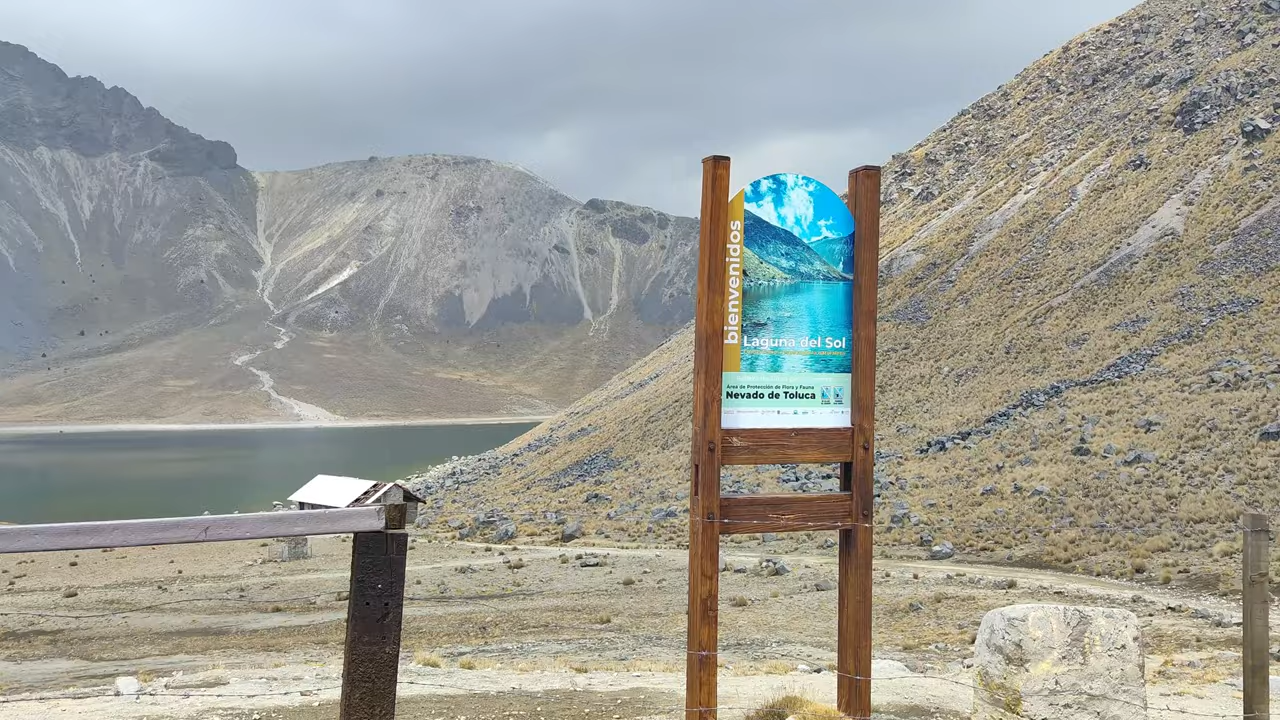 bienvenidos
Laguna del Sol
Área de Protección de Flora y Fauna
Nevado de Toluca